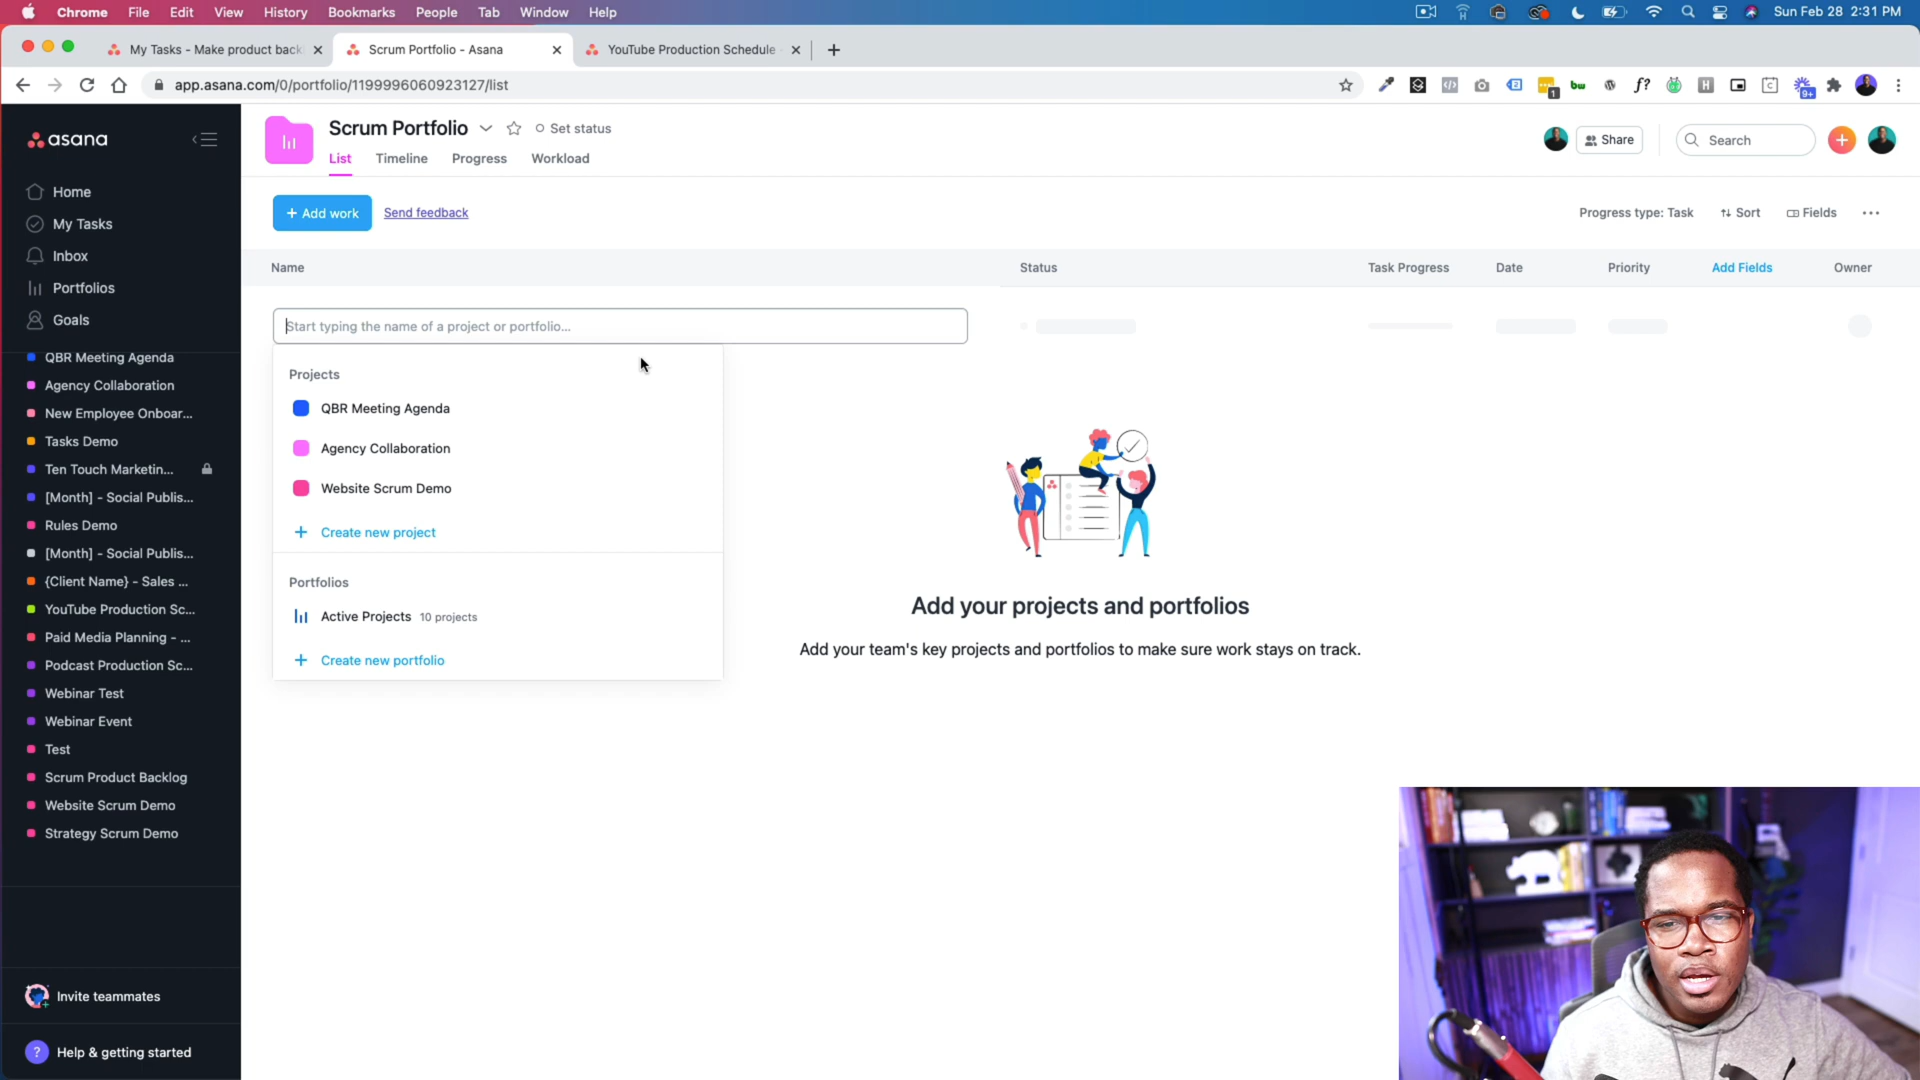 Chrome File Edit View History Bookmarks People Tab Window Help Sun Feb 28 2:31 PM
My Tasks - Make product back Scrum Portfolio - Asana YouTube Production Schedule
app.asana.com/0/portfolio/1199996060923127/list
asana
Home
My Tasks
Inbox
Portfolios
Goals
QBR Meeting Agenda
Agency Collaboration
New Employee Onboar...
Tasks Demo
Ten Touch Marketin...
[Month] - Social Publis...
Rules Demo
[Month] - Social Publis...
{Client Name} - Sales ...
YouTube Production Sc...
Paid Media Planning - ...
Podcast Production Sc...
Webinar Test
Webinar Event
Test
Scrum Product Backlog
Website Scrum Demo
Strategy Scrum Demo
Invite teammates
? Help & getting started
Scrum Portfolio Set status
List Timeline Progress Workload
Share Search
+ Add work Send feedback
Progress type: Task Sort Fields
Name Status Task Progress Date Priority Add Fields Owner
Start typing the name of a project or portfolio...
Projects
QBR Meeting Agenda
Agency Collaboration
Website Scrum Demo
+ Create new project
Portfolios
Active Projects 10 projects
+ Create new portfolio
Add your projects and portfolios
Add your team's key projects and portfolios to make sure work stays on track.